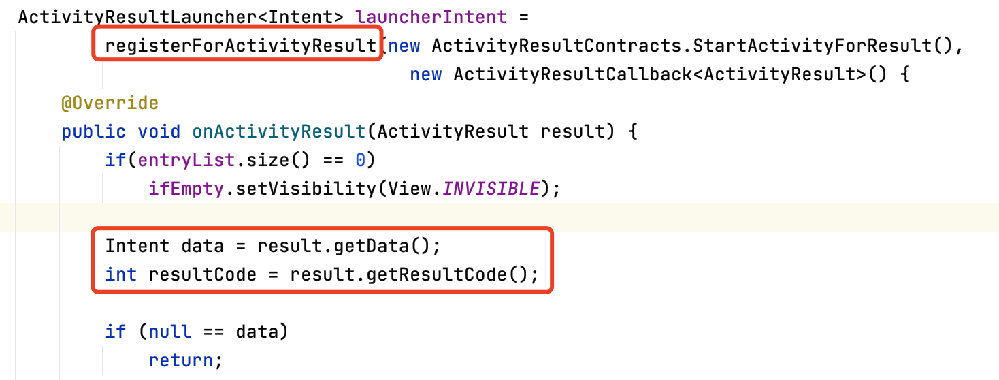 ActivityResultLauncher<Intent> launcherIntent =
registerForActivityResult(new ActivityResultContracts.StartActivityForResult(),
new ActivityResultCallback<ActivityResult>() {
@Override
public void onActivityResult(ActivityResult result) {
if(entryList.size() == 0)
ifEmpty.setVisibility(View.INVISIBLE);
Intent data = result.getData();
int resultCode = result.getResultCode();
if (null == data)
return;